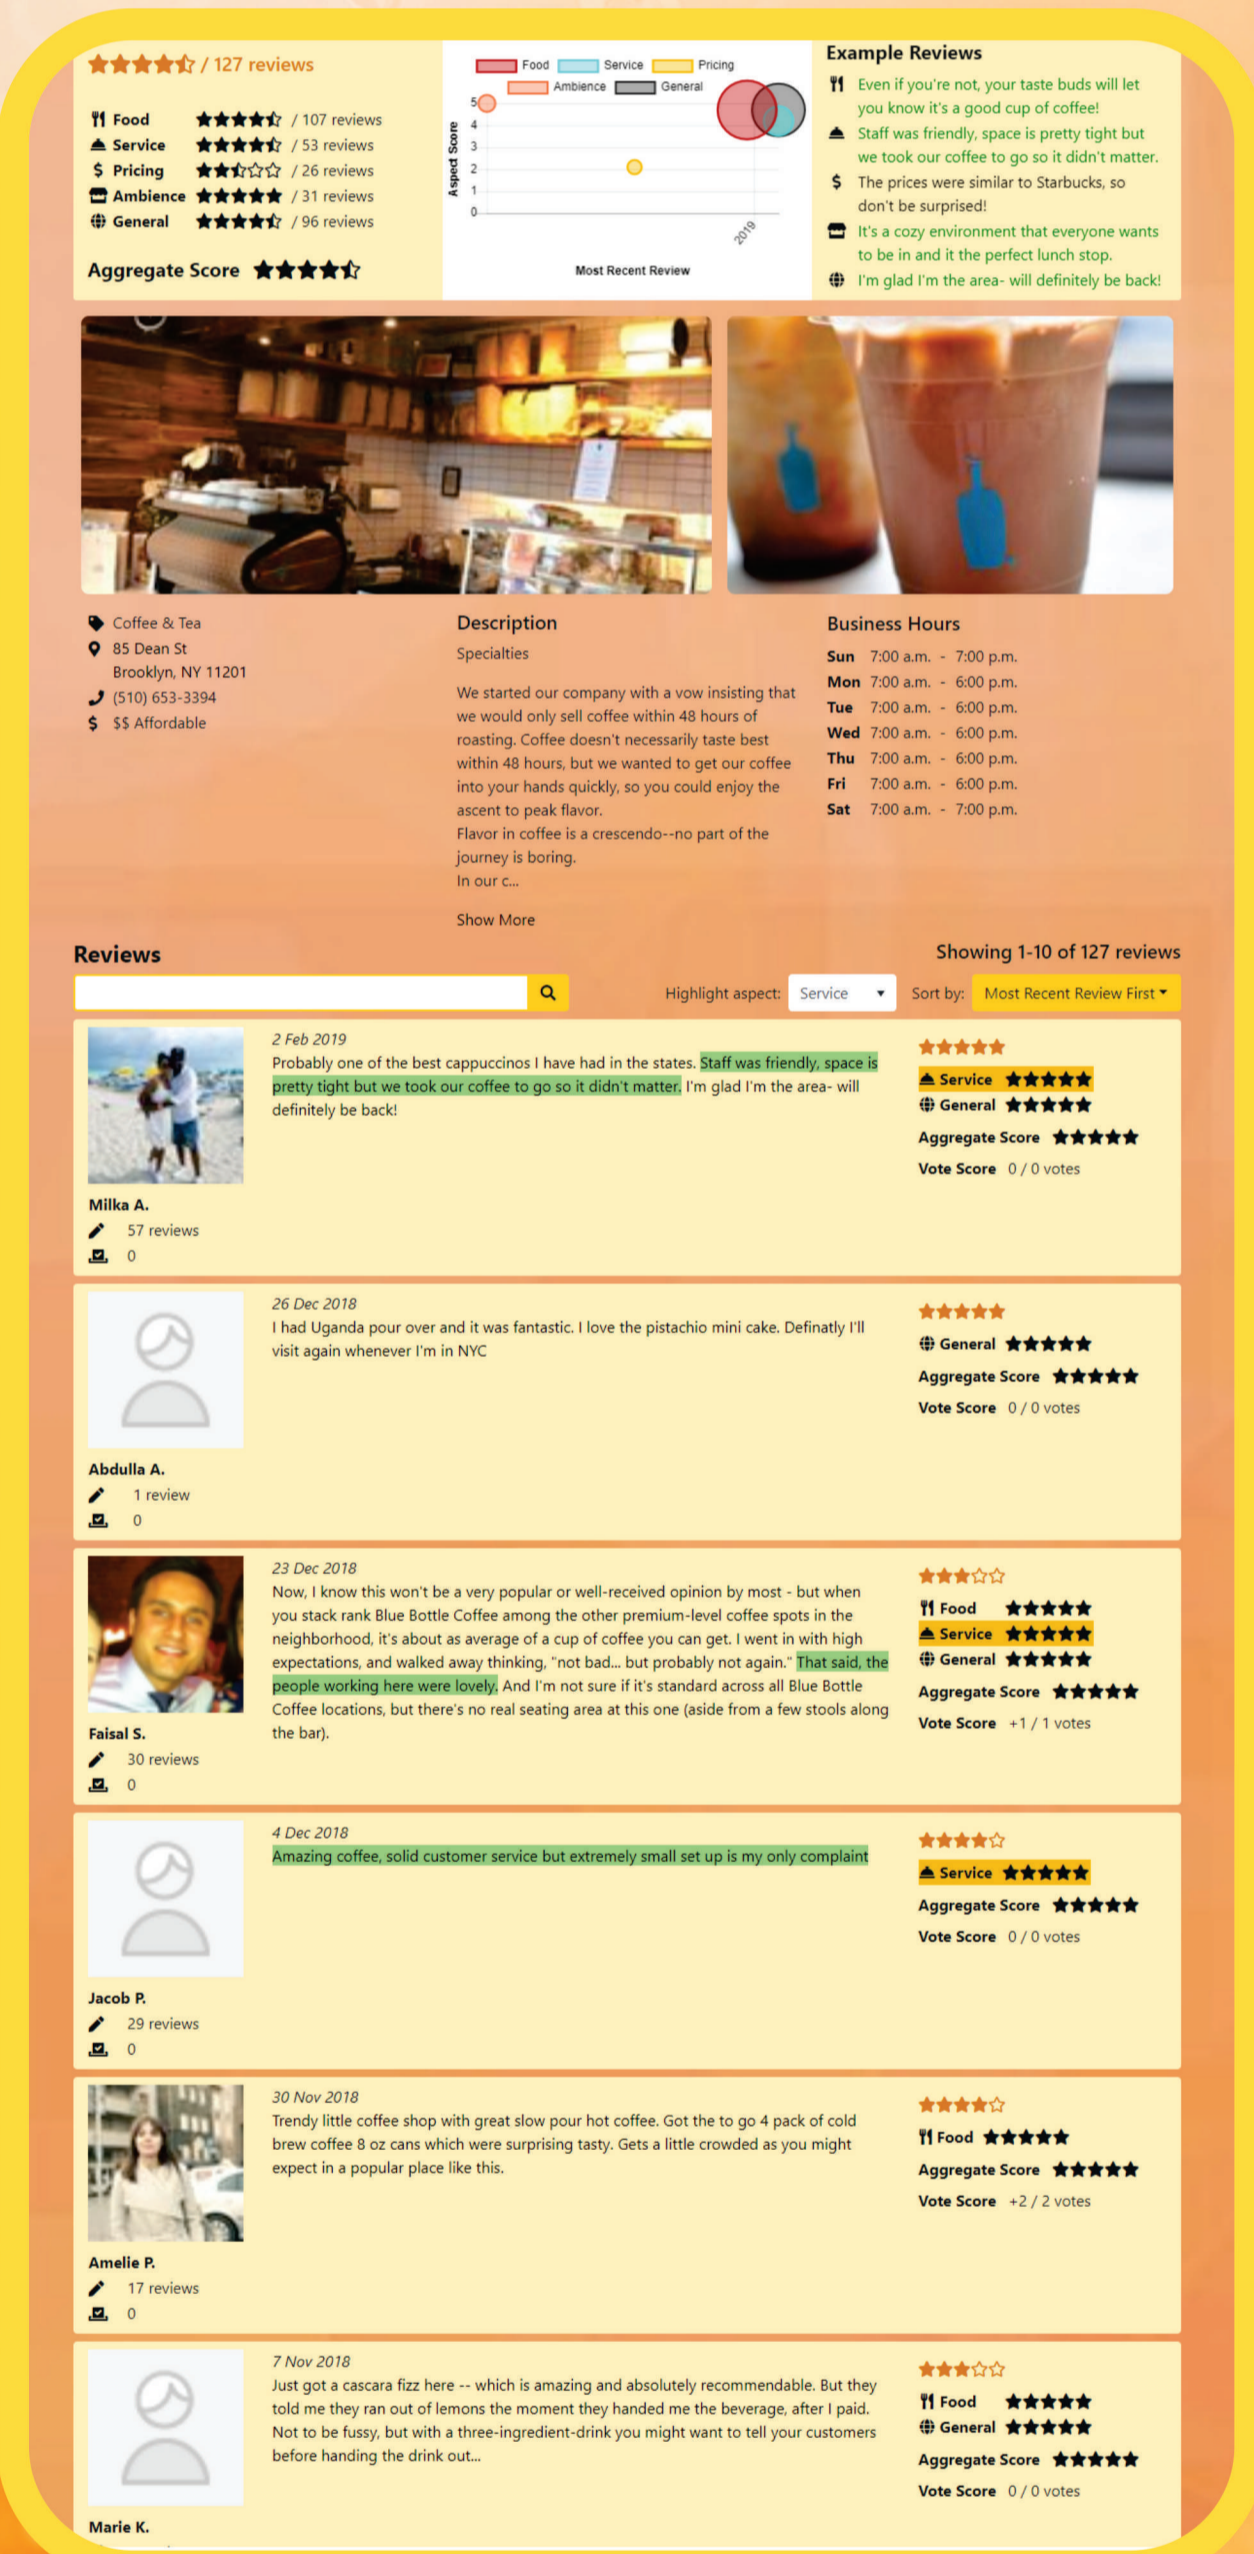 / 127 reviews
Food / 107 reviews
Service / 53 reviews
Pricing / 26 reviews
Ambience / 31 reviews
General / 96 reviews
Aggregate Score
Food Service Pricing
Ambience General
5
4
3
2
1
0
Aspect Score
2019
Most Recent Review
Example Reviews
Even if you're not, your taste buds will let
you know it's a good cup of coffee!
Staff was friendly, space is pretty tight but
we took our coffee to go so it didn't matter.
The prices were similar to Starbucks, so
don't be surprised!
It's a cozy environment that everyone wants
to be in and it the perfect lunch stop.
I'm glad I'm the area- will definitely be back!
Coffee & Tea
85 Dean St
Brooklyn, NY 11201
(510) 653-3394
$$ Affordable
Description
Specialties
We started our company with a vow insisting that
we would only sell coffee within 48 hours of
roasting. Coffee doesn't necessarily taste best
within 48 hours, but we wanted to get our coffee
into your hands quickly, so you could enjoy the
ascent to peak flavor.
Flavor in coffee is a crescendo--no part of the
journey is boring.
In our c...
Show More
Business Hours
Sun 7:00 a.m. - 7:00 p.m.
Mon 7:00 a.m. - 6:00 p.m.
Tue 7:00 a.m. - 6:00 p.m.
Wed 7:00 a.m. - 6:00 p.m.
Thu 7:00 a.m. - 6:00 p.m.
Fri 7:00 a.m. - 6:00 p.m.
Sat 7:00 a.m. - 7:00 p.m.
Reviews
Showing 1-10 of 127 reviews
Highlight aspect: Service Sort by: Most Recent Review First
2 Feb 2019
Probably one of the best cappuccinos I have had in the states. Staff was friendly, space is
pretty tight but we took our coffee to go so it didn't matter. I'm glad I'm the area- will
definitely be back!
Service
General
Aggregate Score
Vote Score 0 / 0 votes
Milka A.
57 reviews
0
26 Dec 2018
I had Uganda pour over and it was fantastic. I love the pistachio mini cake. Definatly I'll
visit again whenever I'm in NYC
General
Aggregate Score
Vote Score 0 / 0 votes
Abdulla A.
1 review
0
23 Dec 2018
Now, I know this won't be a very popular or well-received opinion by most - but when
you stack rank Blue Bottle Coffee among the other premium-level coffee spots in the
neighborhood, it's about as average of a cup of coffee you can get. I went in with high
expectations, and walked away thinking, "not bad... but probably not again." That said, the
people working here were lovely. And I'm not sure if it's standard across all Blue Bottle
Coffee locations, but there's no real seating area at this one (aside from a few stools along
the bar).
Food
Service
General
Aggregate Score
Vote Score +1 / 1 votes
Faisal S.
30 reviews
0
4 Dec 2018
Amazing coffee, solid customer service but extremely small set up is my only complaint
Service
Aggregate Score
Vote Score 0 / 0 votes
Jacob P.
29 reviews
0
30 Nov 2018
Trendy little coffee shop with great slow pour hot coffee. Got the to go 4 pack of cold
brew coffee 8 oz cans which were surprising tasty. Gets a little crowded as you might
expect in a popular place like this.
Food
Aggregate Score
Vote Score +2 / 2 votes
Amelie P.
17 reviews
0
7 Nov 2018
Just got a cascara fizz here -- which is amazing and absolutely recommendable. But they
told me they ran out of lemons the moment they handed me the beverage, after I paid.
Not to be fussy, but with a three-ingredient-drink you might want to tell your customers
before handing the drink out...
Food
General
Aggregate Score
Vote Score 0 / 0 votes
Marie K.